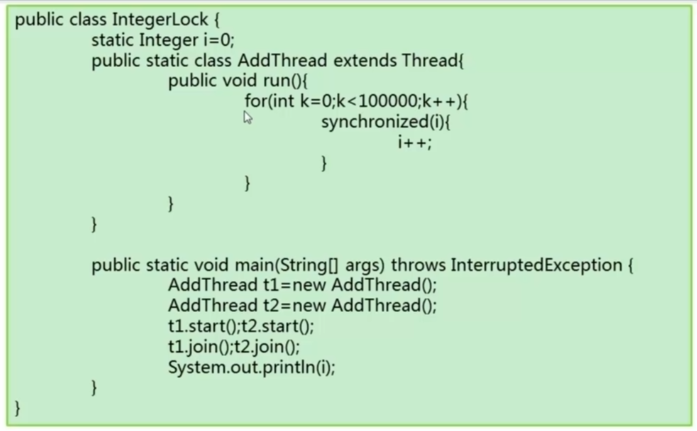 public class IntegerLock {
static Integer i=0;
public static class AddThread extends Thread{
public void run(){
for(int k=0;k<100000;k++){
synchronized(i){
i++;
}
}
}
}
public static void main(String[] args) throws InterruptedException {
AddThread t1=new AddThread();
AddThread t2=new AddThread();
t1.start();t2.start();
t1.join();t2.join();
System.out.println(i);
}
}